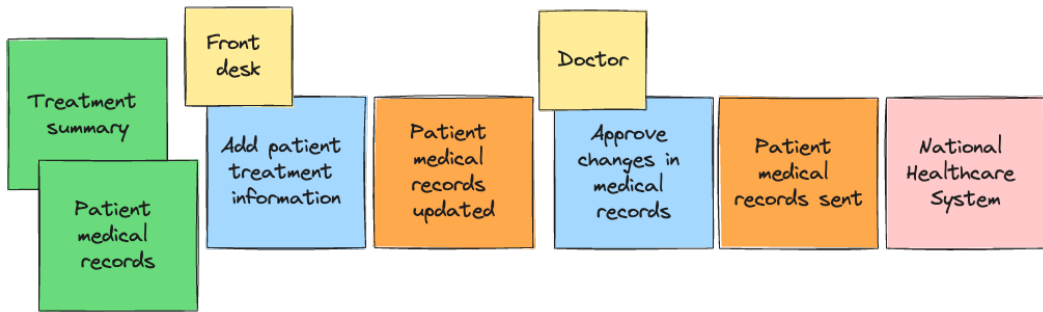 Treatment
summary
Patient
medical
records
Front
desk
Add patient
treatment
information
Patient
medical
records
updated
Doctor
Approve
changes in
medical
records
Patient
medical
records sent
National
Healthcare
System